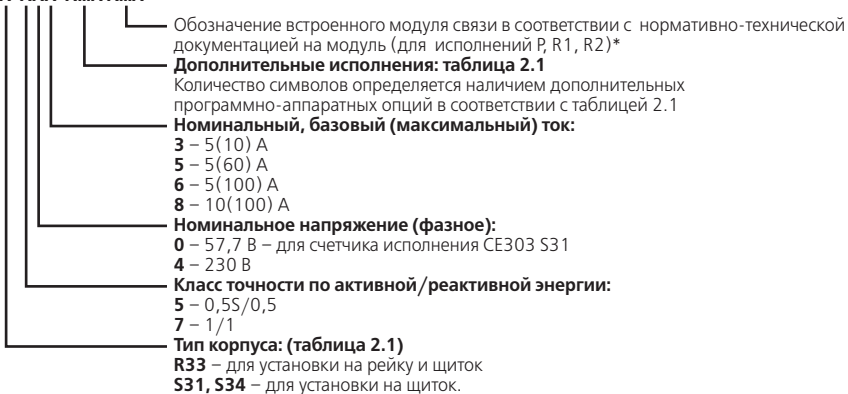 Обозначение встроенного модуля связи в соответствии с нормативно-технической
документацией на модуль (для исполнений P, R1, R2)*
Дополнительные исполнения: таблица 2.1
Количество символов определяется наличием дополнительных
программно-аппаратных опций в соответствии с таблицей 2.1
Номинальный, базовый (максимальный) ток:
3 – 5(10) А
5 – 5(60) А
6 – 5(100) А
8 – 10(100) А
Номинальное напряжение (фазное):
0 – 57,7 В – для счетчика исполнения CE303 S31
4 – 230 В
Класс точности по активной/реактивной энергии:
5 – 0,5S/0,5
7 – 1/1
Тип корпуса: (таблица 2.1)
R33 – для установки на рейку и щиток
S31, S34 – для установки на щиток.